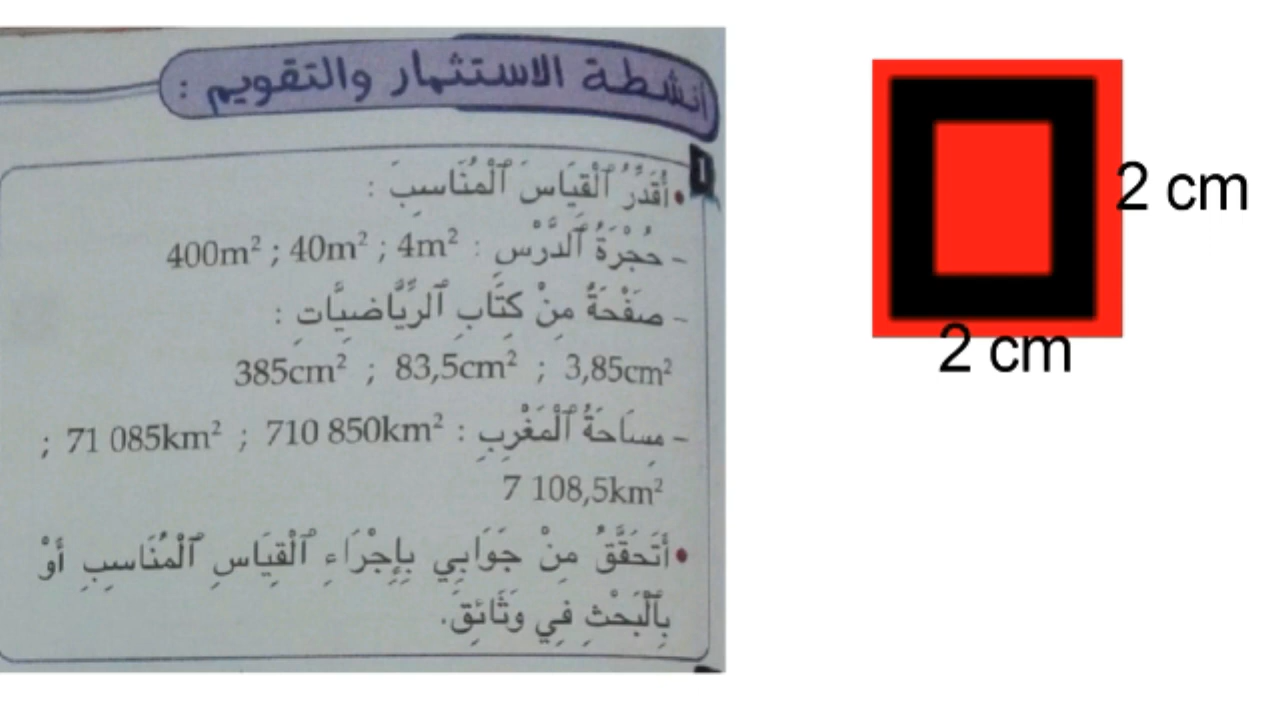 أنشطة الاستثمار والتقويم :
1
• أُقَدِّرُ ٱلْقِيَاسَ ٱلْمُنَاسِبَ :
- حُجْرَةُ ٱلدَّرْسِ : 400m² ; 40m² ; 4m²
- صَفْحَةٌ مِنْ كِتَابِ ٱلرِّيَّاضِيَّاتِ :
385cm² ; 83,5cm² ; 3,85cm²
- مِسَاحَةُ ٱلْمَغْرِبِ : 710 850km² ; 71 085km² ;
7 108,5km²
• أَتَحَقَّقُ مِنْ جَوَابِي بِإِجْرَاءِ ٱلْقِيَاسِ ٱلْمُنَاسِبِ أَوْ
بِٱلْبَحْثِ فِي وَثَائِقَ.
2 cm
2 cm